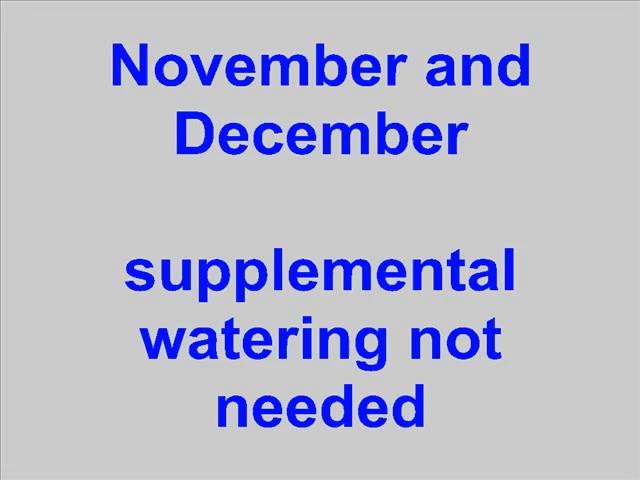 November and
December
supplemental
watering not
needed